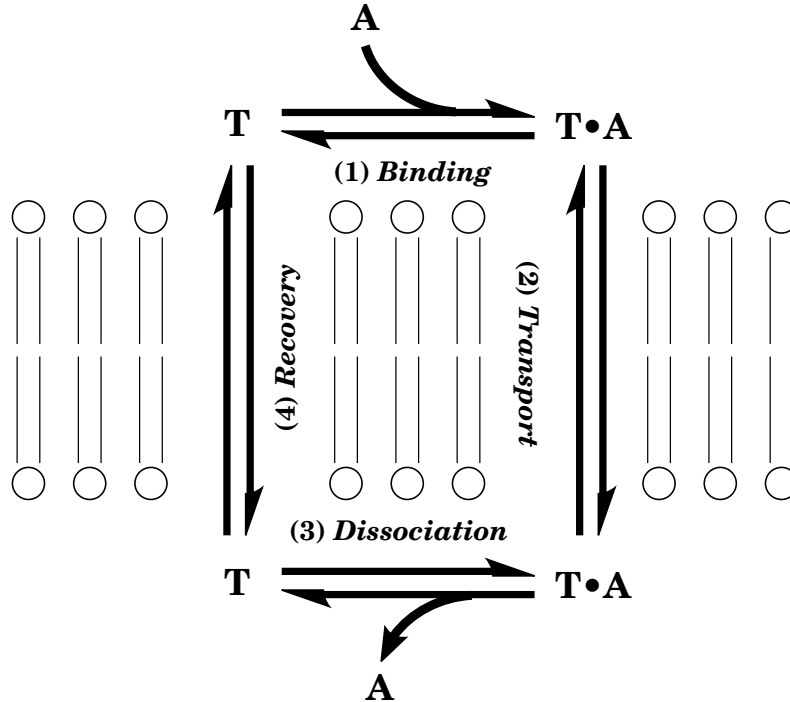 A
T
T•A
(1) Binding
(2) Transport
(4) Recovery
(3) Dissociation
T
T•A
A